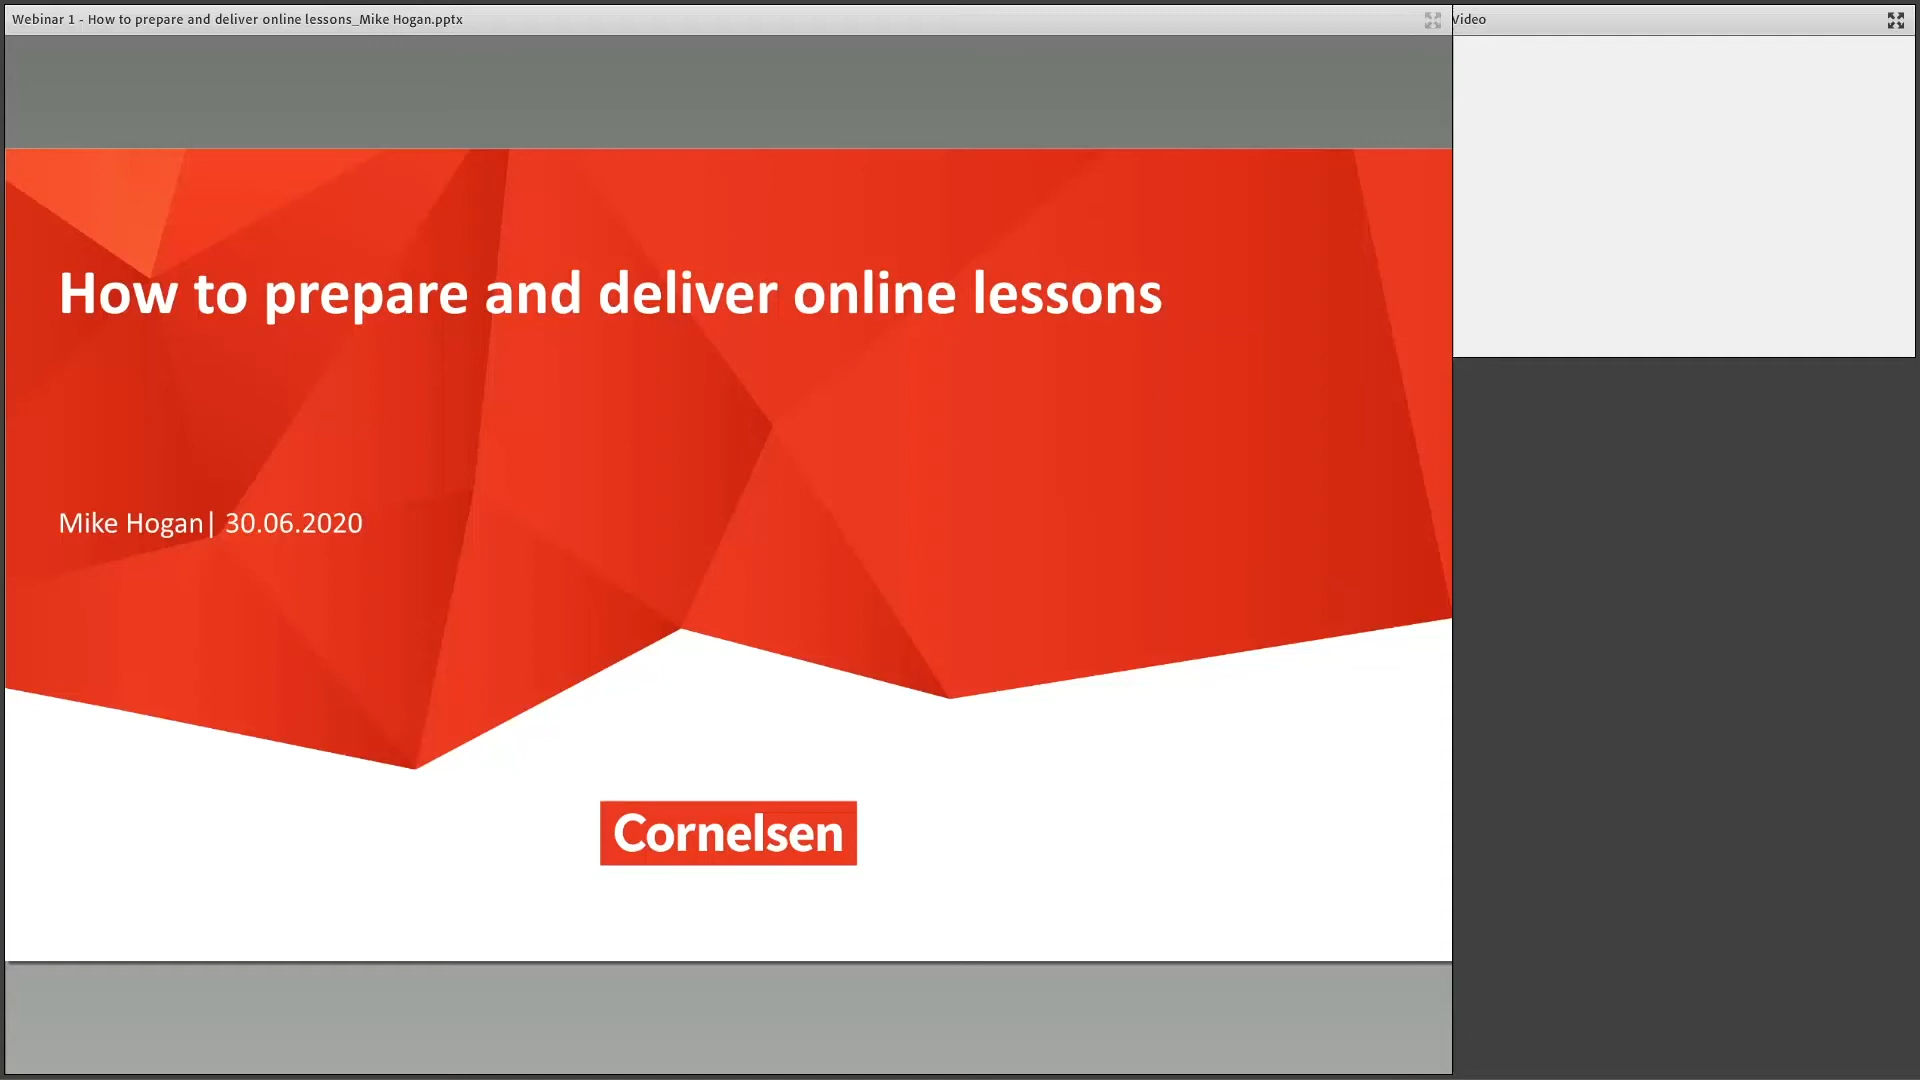 Webinar 1 - How to prepare and deliver online lessons_Mike Hogan.pptx
Video
How to prepare and deliver online lessons
Mike Hogan| 30.06.2020
Cornelsen